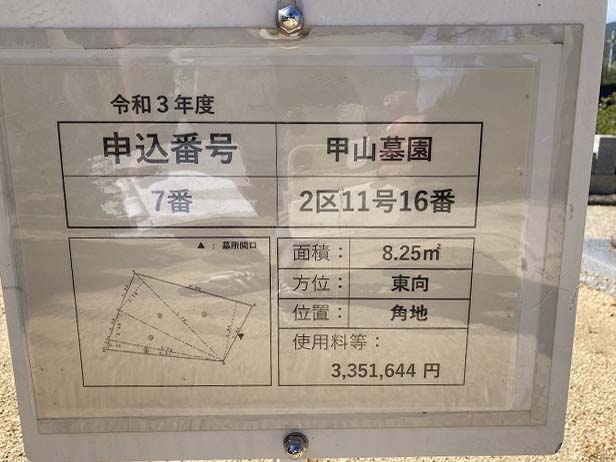 令和3年度
申込番号
甲山墓園
7番
2区11号16番
▲ : 墓所間口
面積：
8.25㎡
方位：
東向
位置：
角地
使用料等：
3,351,644 円